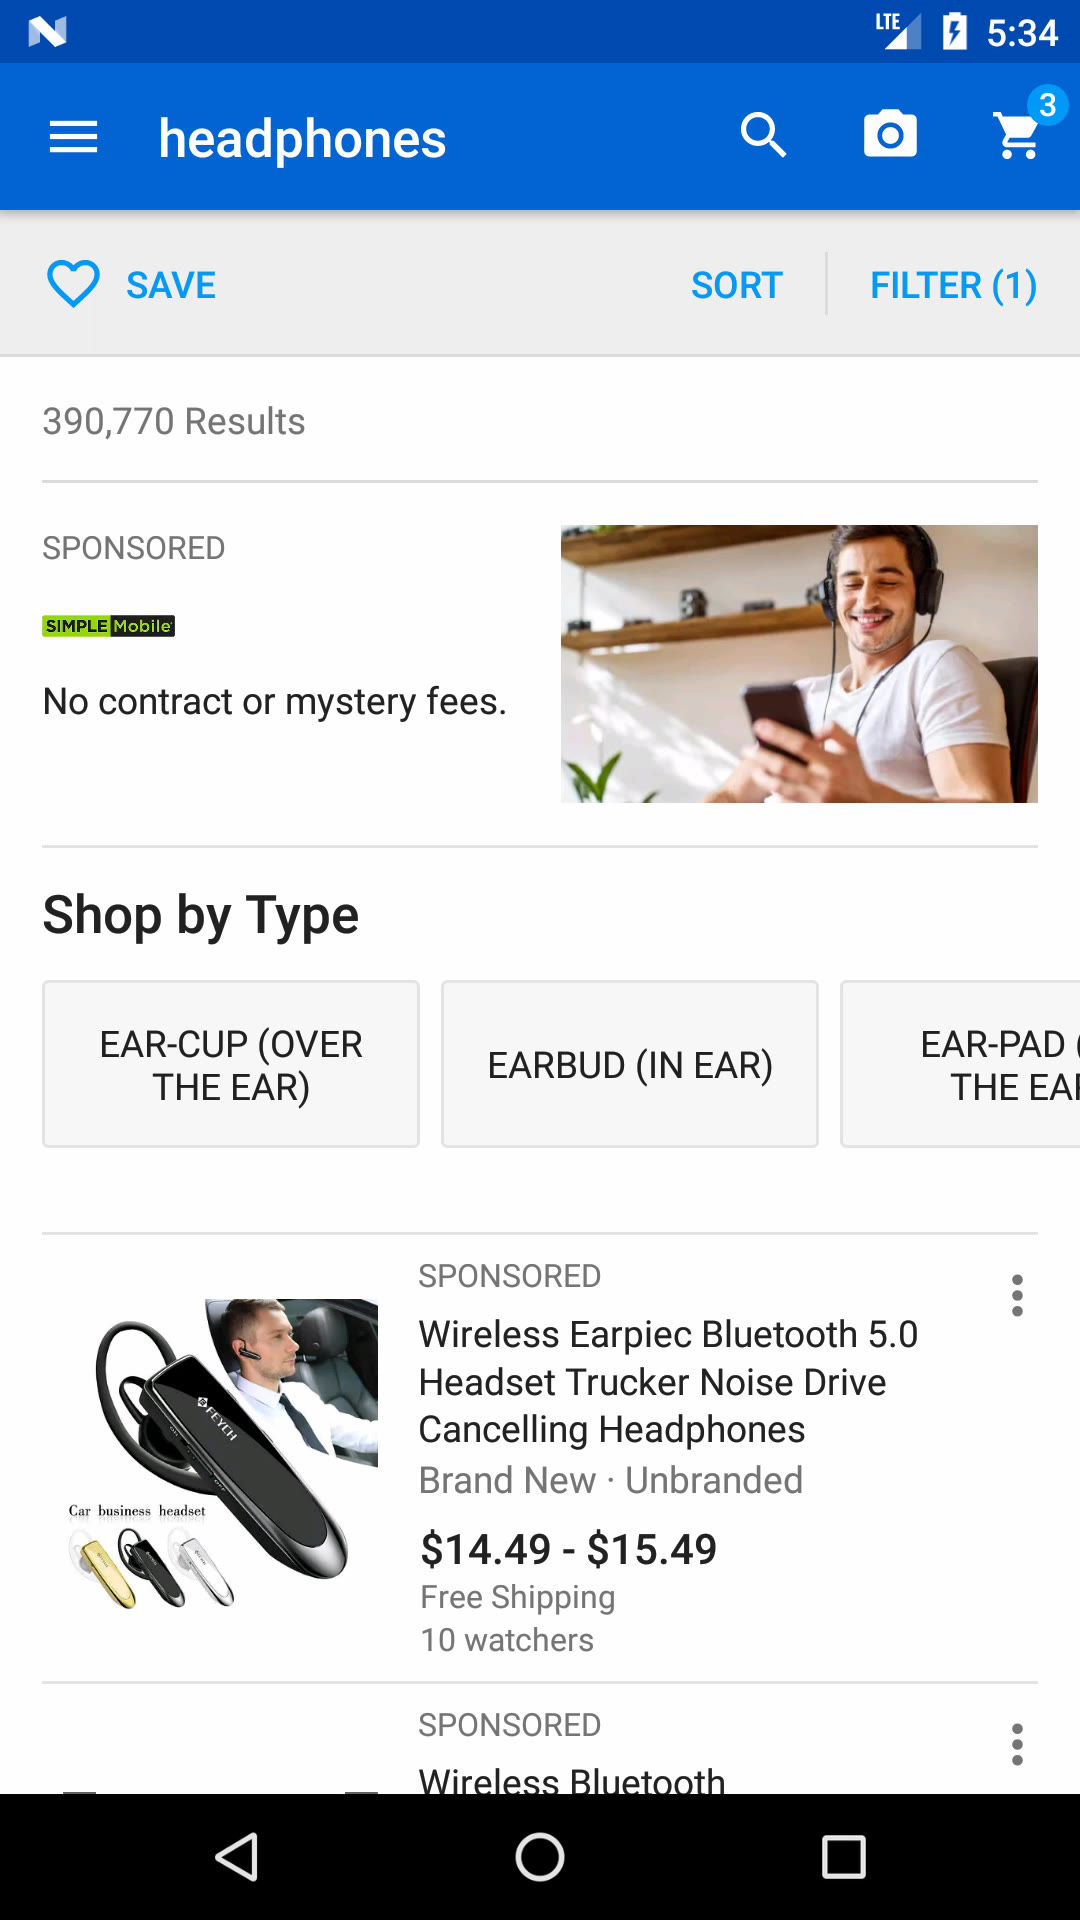 LTE 5:34
headphones
3
SAVE
SORT
FILTER (1)
390,770 Results
SPONSORED
SIMPLE Mobile
No contract or mystery fees.
Shop by Type
EAR-CUP (OVER
THE EAR)
EARBUD (IN EAR)
EAR-PAD (
THE EAR
SPONSORED
Wireless Earpiec Bluetooth 5.0
Headset Trucker Noise Drive
Cancelling Headphones
Brand New · Unbranded
$14.49 - $15.49
Free Shipping
10 watchers
FEYCH
Car business headset
SPONSORED
Wireless Bluetooth